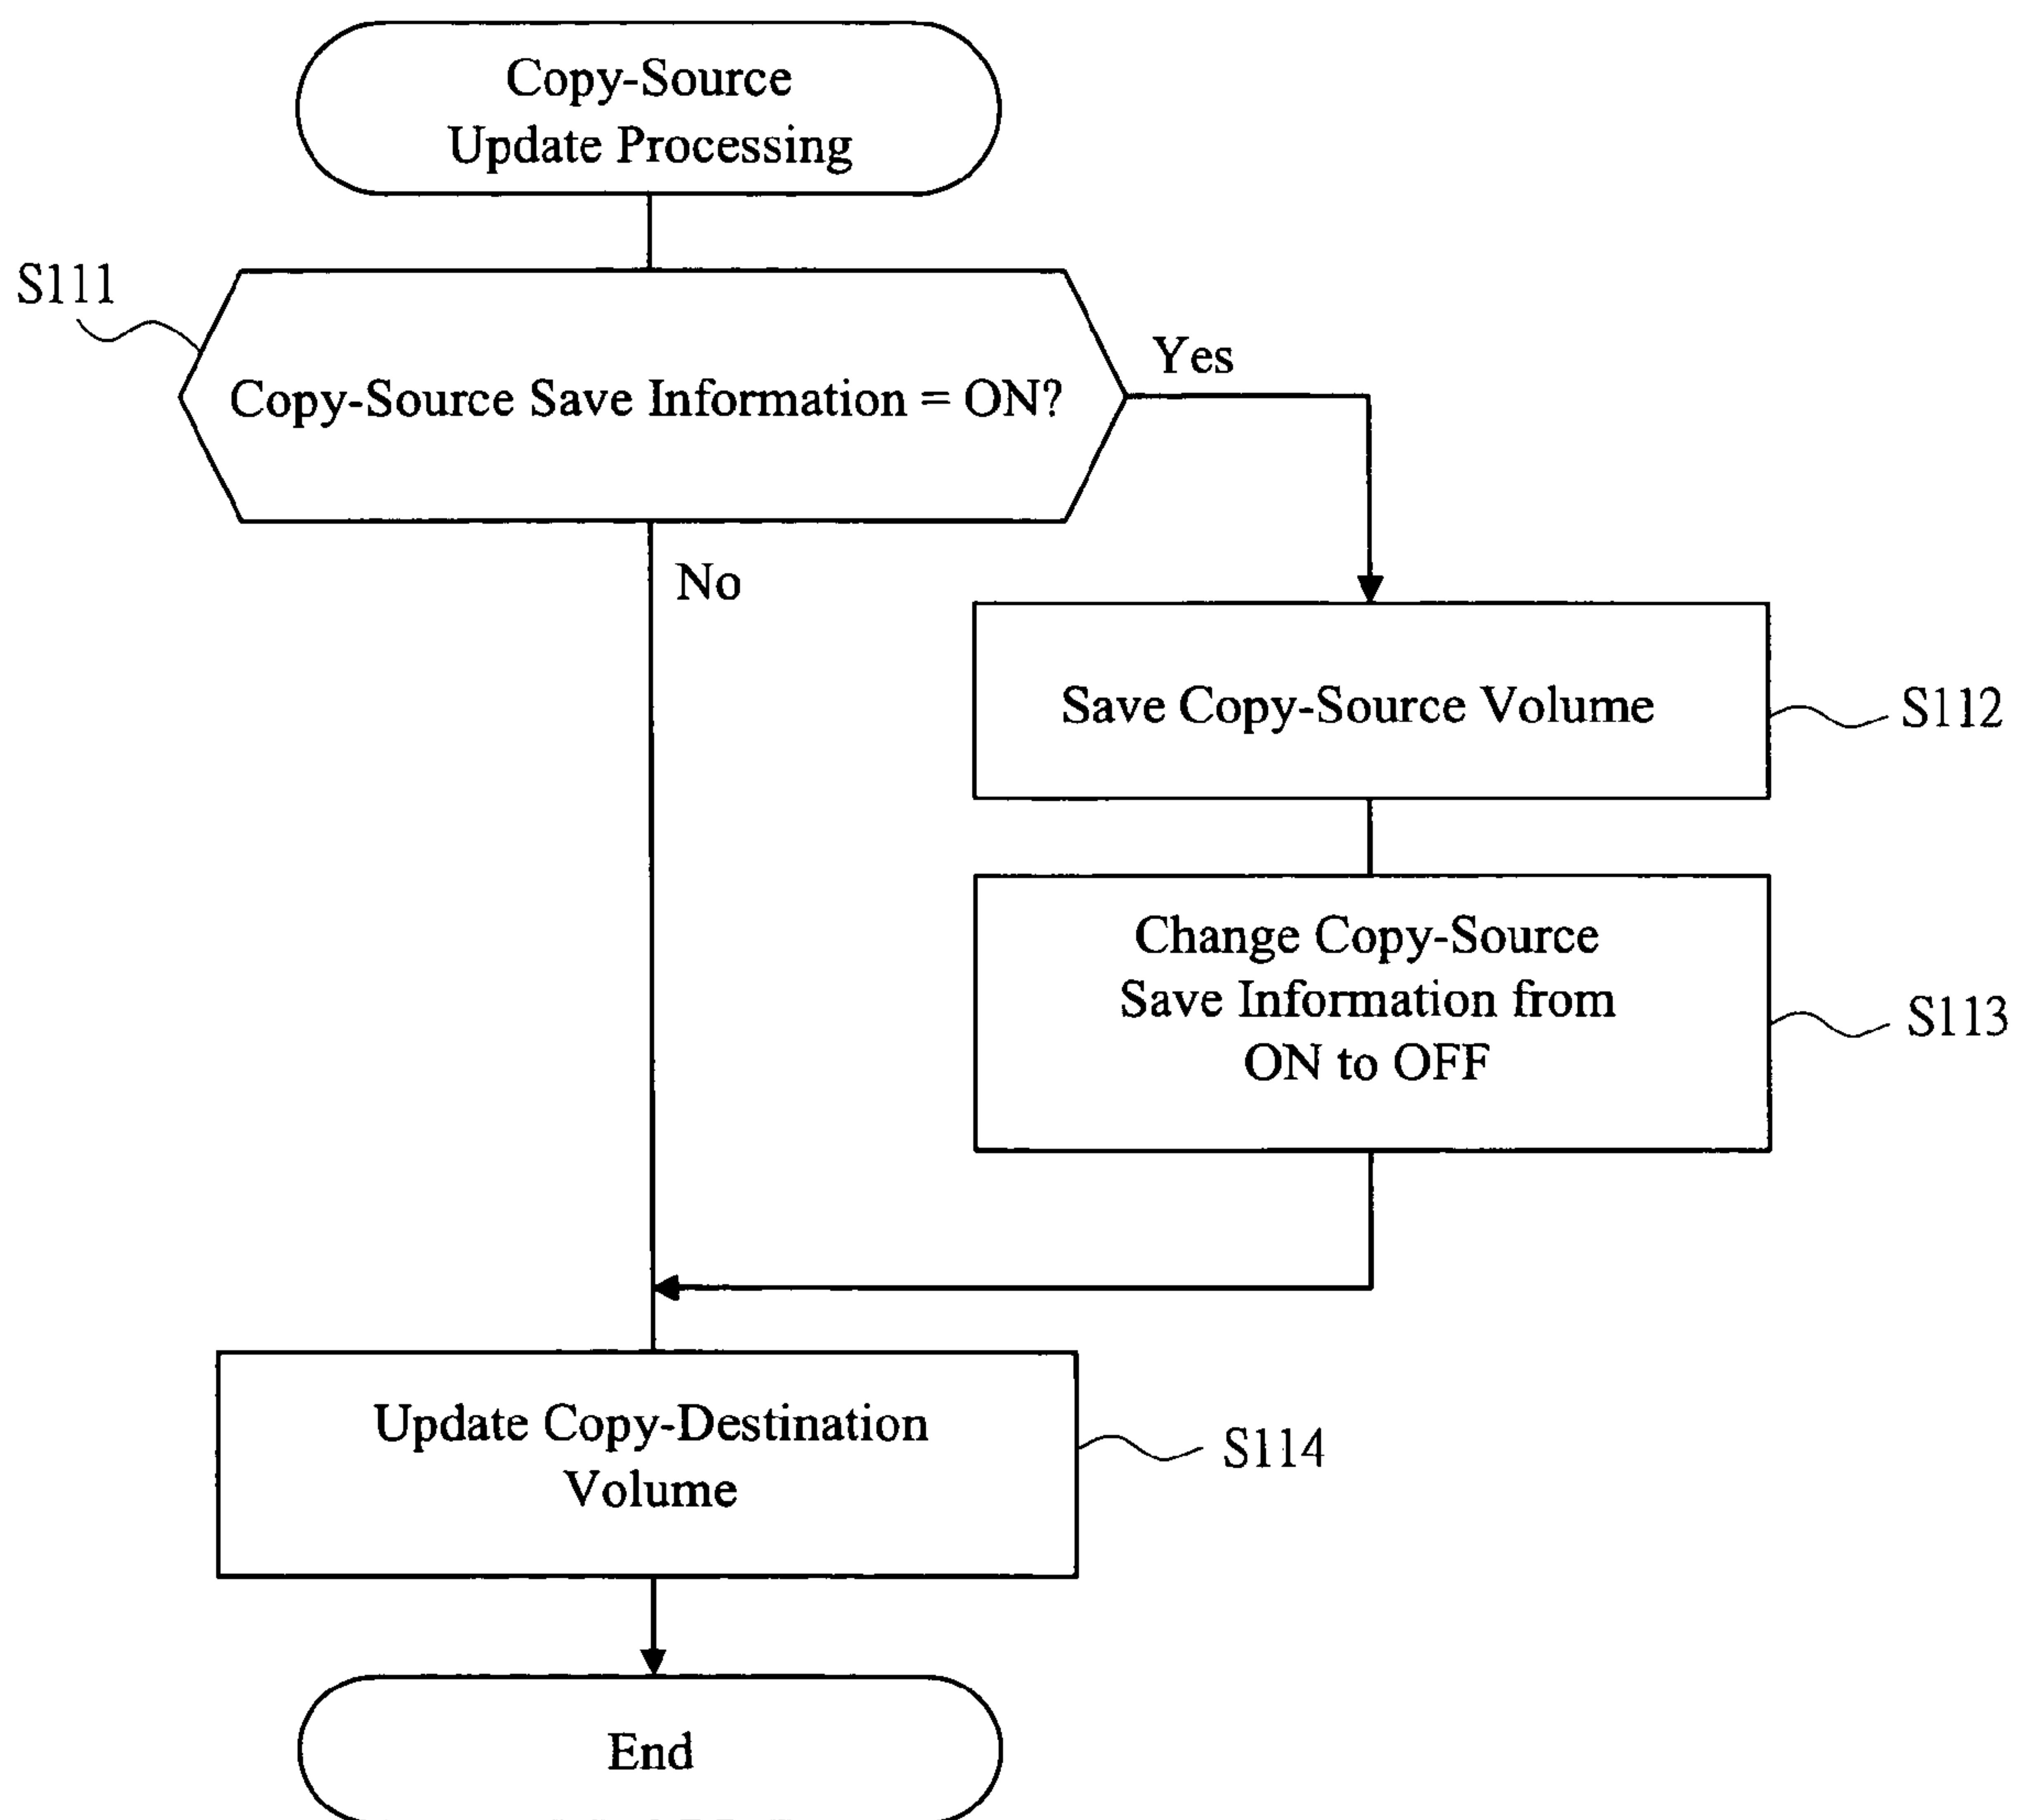 Copy-Source
Update Processing
S111
Yes
Copy-Source Save Information = ON?
No
Save Copy-Source Volume
S112
Change Copy-Source
Save Information from
ON to OFF
S113
Update Copy-Destination
Volume
S114
End